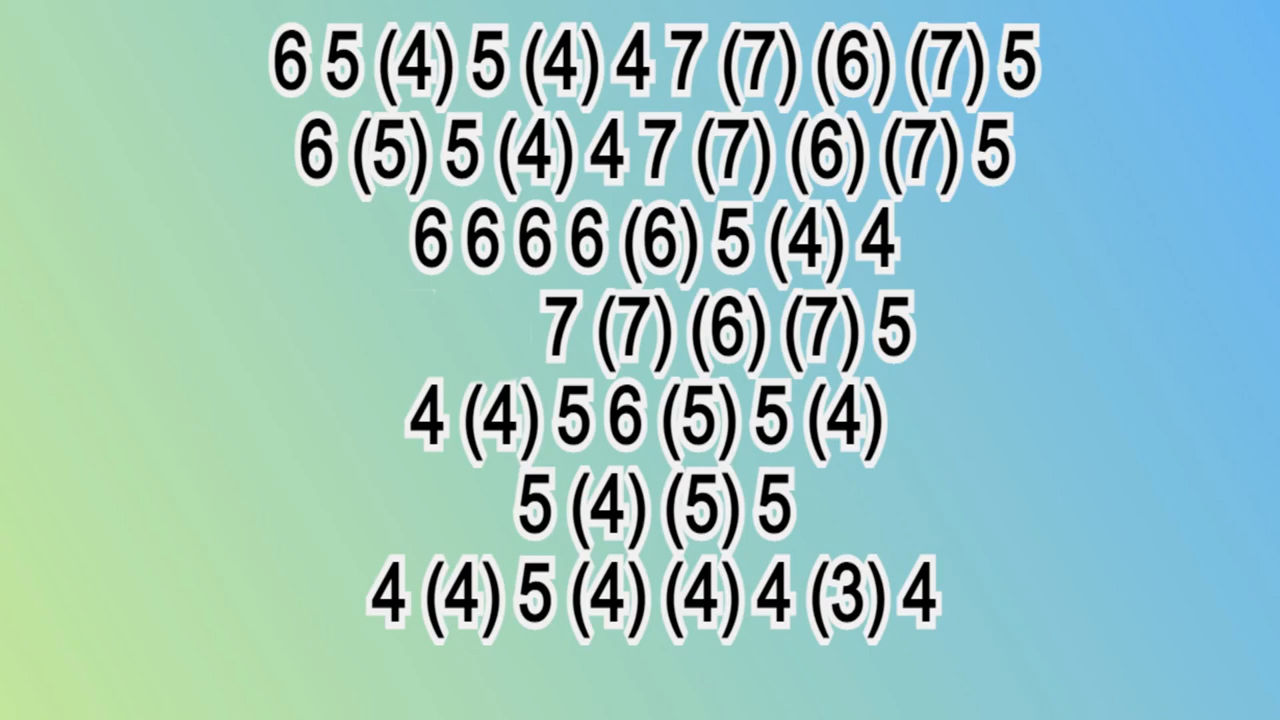 6 5 (4) 5 (4) 4 7 (7) (6) (7) 5
6 (5) 5 (4) 4 7 (7) (6) (7) 5
6 6 6 6 (6) 5 (4) 4
7 (7) (6) (7) 5
4 (4) 5 6 (5) 5 (4)
5 (4) (5) 5
4 (4) 5 (4) (4) 4 (3) 4